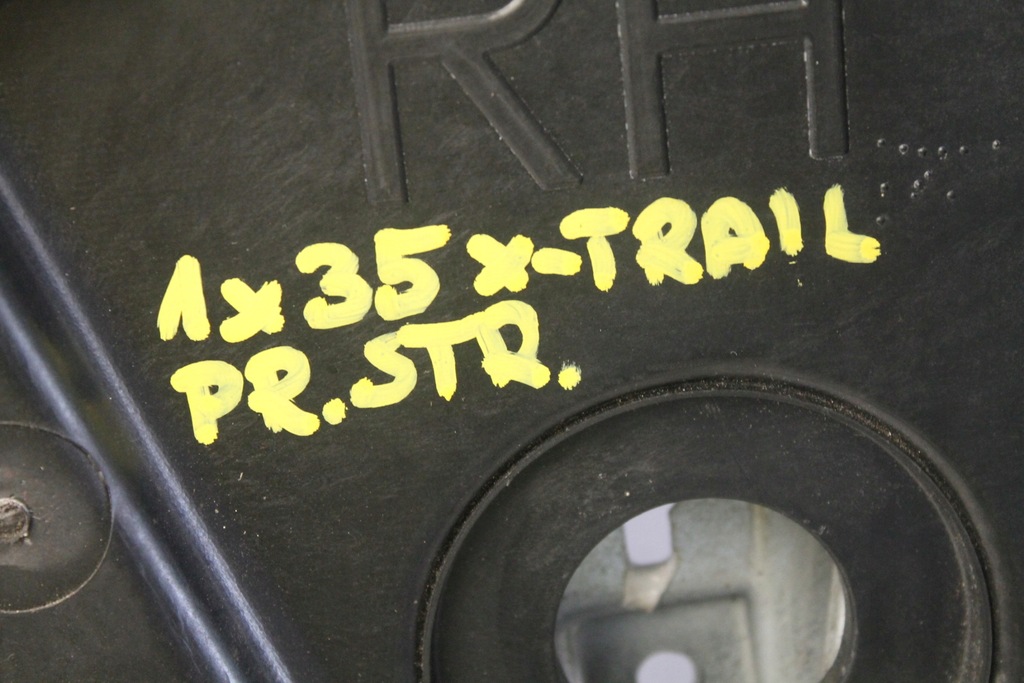 RH
1x35 X-TRAIL
PR.STR.